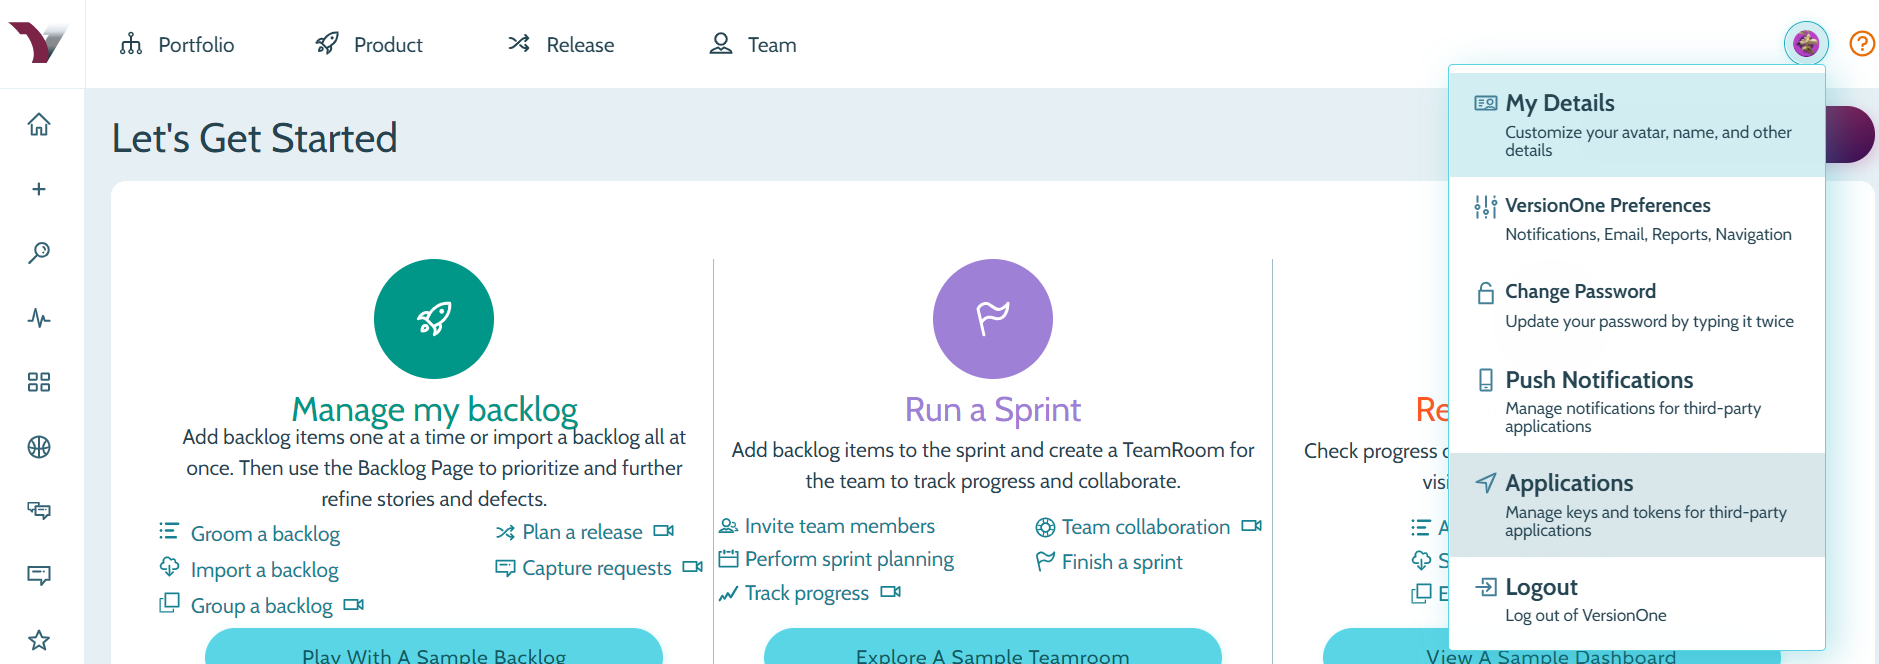 Portfolio
Product
Release
Team
Let's Get Started
Manage my backlog
Add backlog items one at a time or import a backlog all at
once. Then use the Backlog Page to prioritize and further
refine stories and defects.
Groom a backlog
Import a backlog
Group a backlog
Plan a release
Capture requests
Play With A Sample Backlog
Run a Sprint
Add backlog items to the sprint and create a TeamRoom for
the team to track progress and collaborate.
Invite team members
Perform sprint planning
Track progress
Team collaboration
Finish a sprint
Explore A Sample Teamroom
Re
Check progress
visi
A
S
E
View A Sample Dashboard
My Details
Customize your avatar, name, and other
details
VersionOne Preferences
Notifications, Email, Reports, Navigation
Change Password
Update your password by typing it twice
Push Notifications
Manage notifications for third-party
applications
Applications
Manage keys and tokens for third-party
applications
Logout
Log out of VersionOne